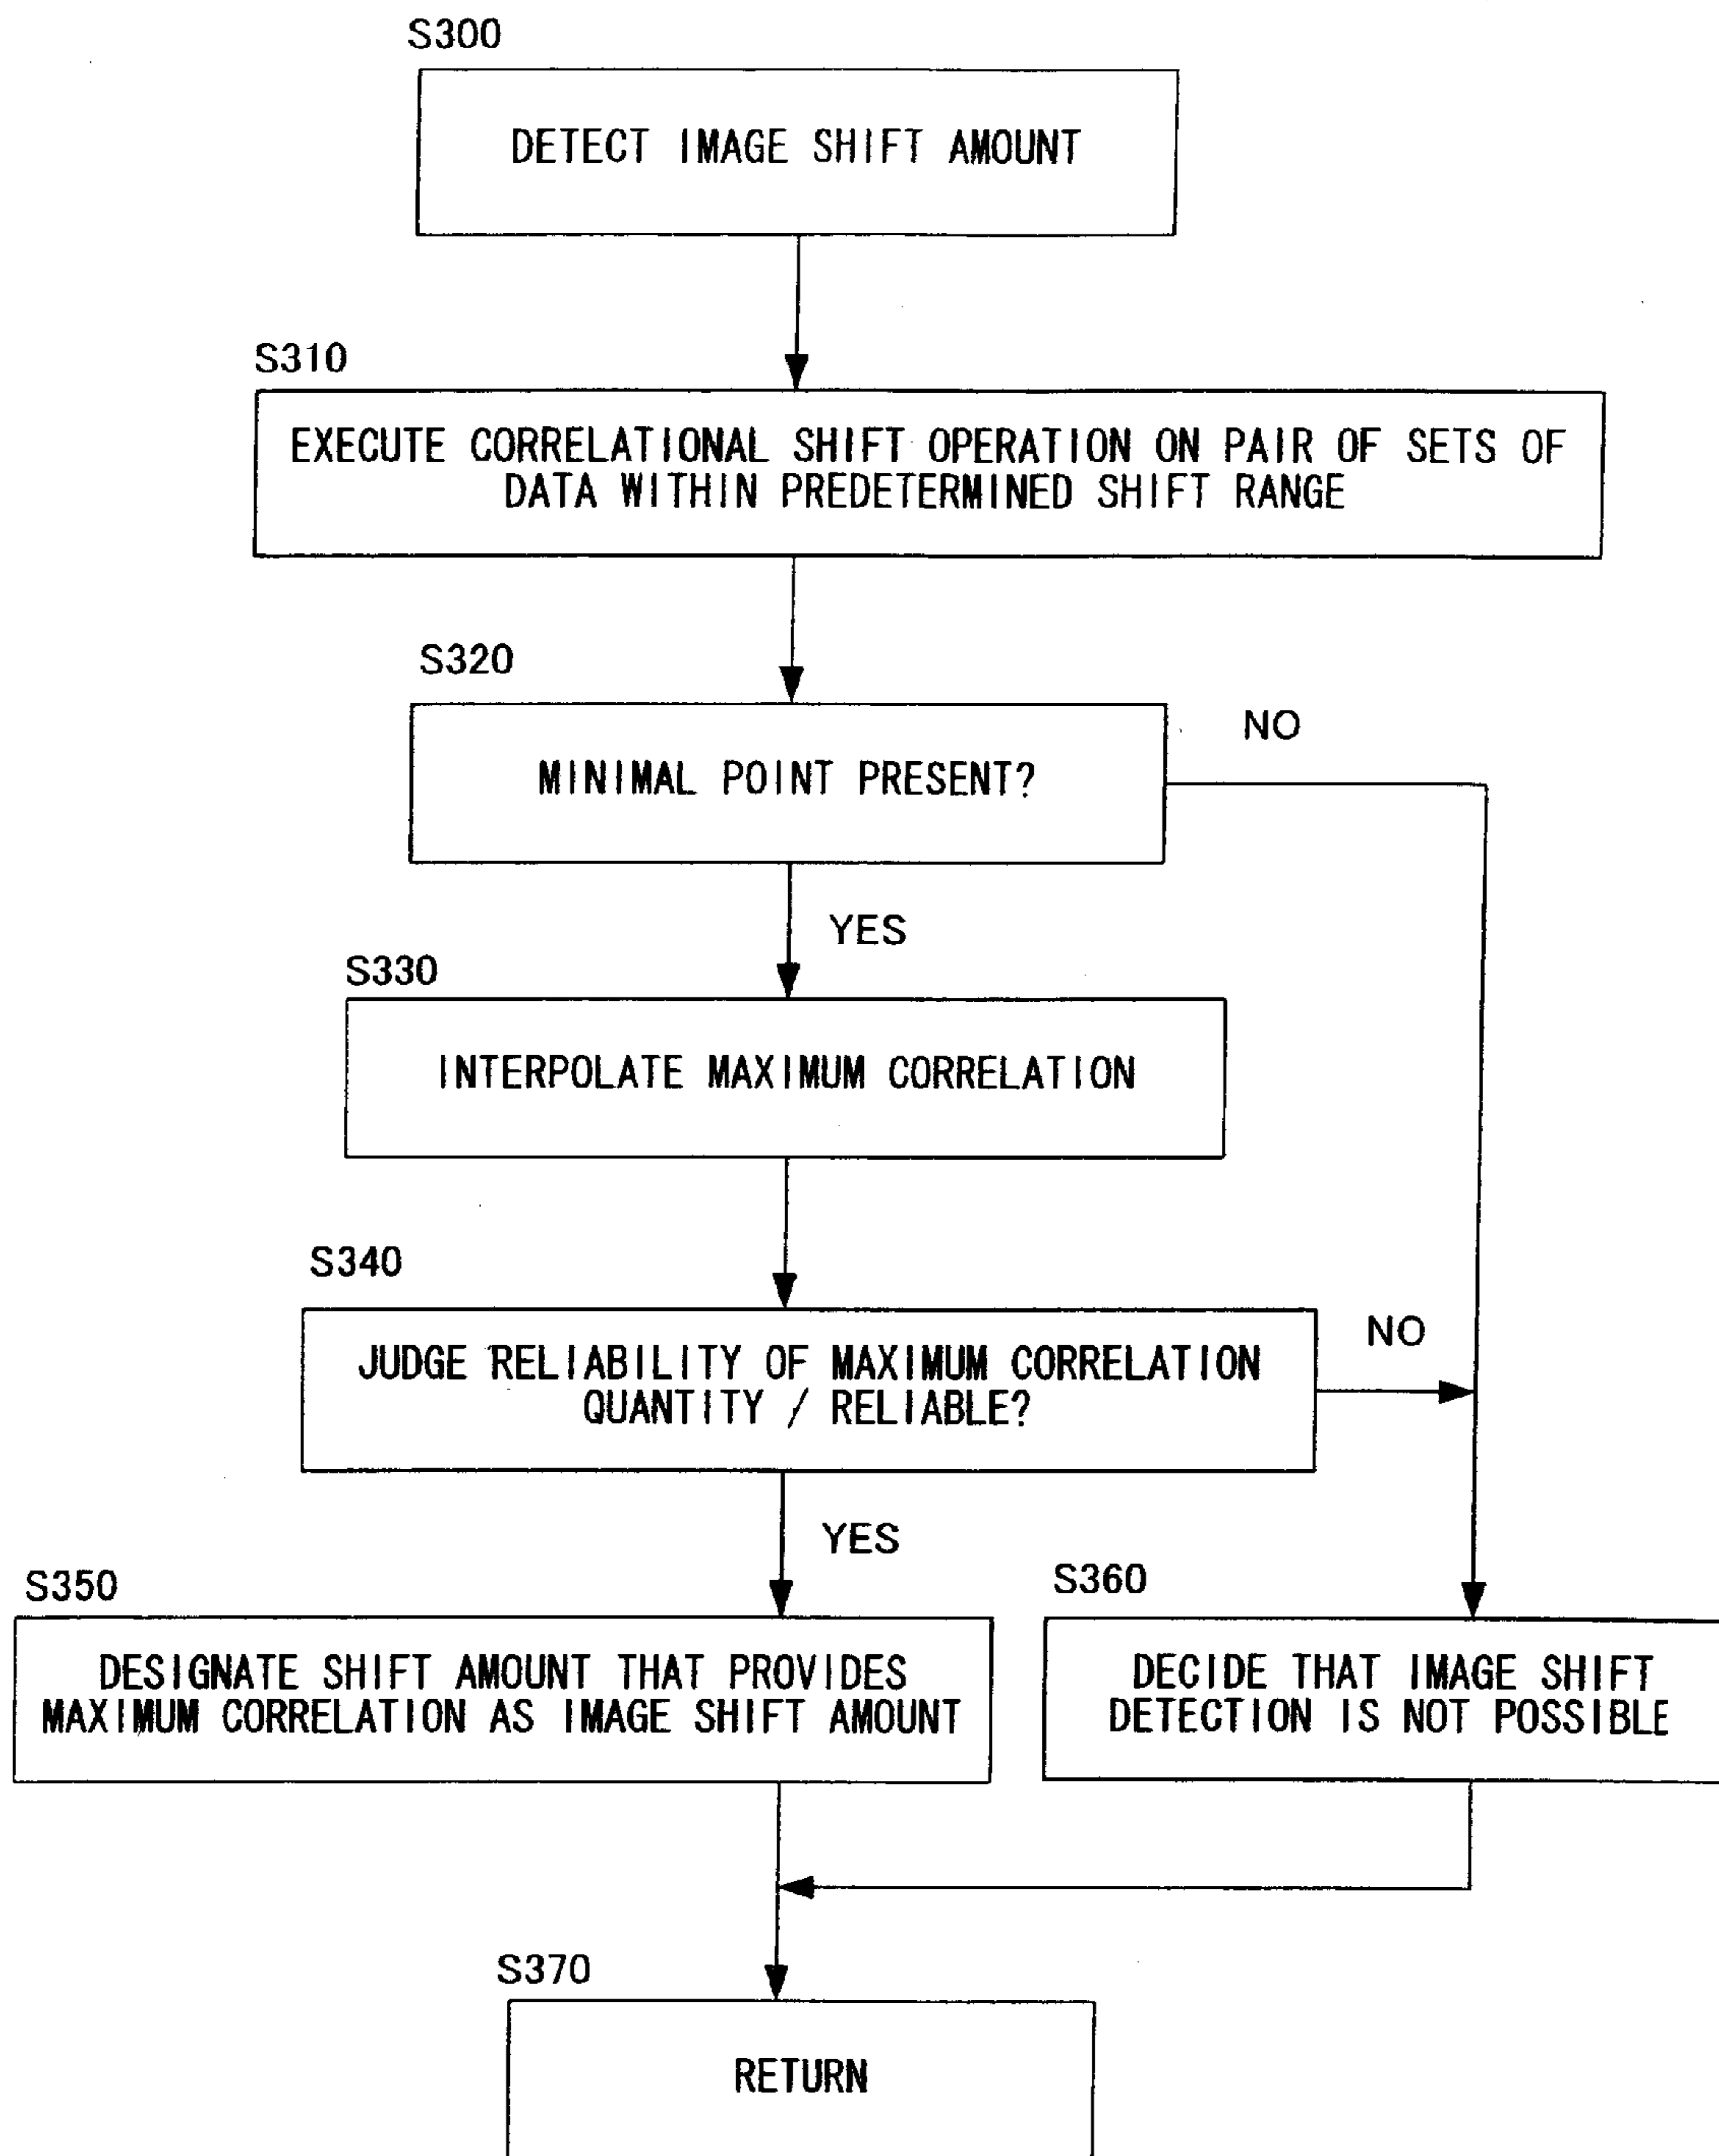 S300
DETECT IMAGE SHIFT AMOUNT
S310
EXECUTE CORRELATIONAL SHIFT OPERATION ON PAIR OF SETS OF
DATA WITHIN PREDETERMINED SHIFT RANGE
S320
MINIMAL POINT PRESENT?
NO
YES
S330
INTERPOLATE MAXIMUM CORRELATION
S340
JUDGE RELIABILITY OF MAXIMUM CORRELATION
QUANTITY / RELIABLE?
NO
YES
S350
DESIGNATE SHIFT AMOUNT THAT PROVIDES
MAXIMUM CORRELATION AS IMAGE SHIFT AMOUNT
S360
DECIDE THAT IMAGE SHIFT
DETECTION IS NOT POSSIBLE
S370
RETURN